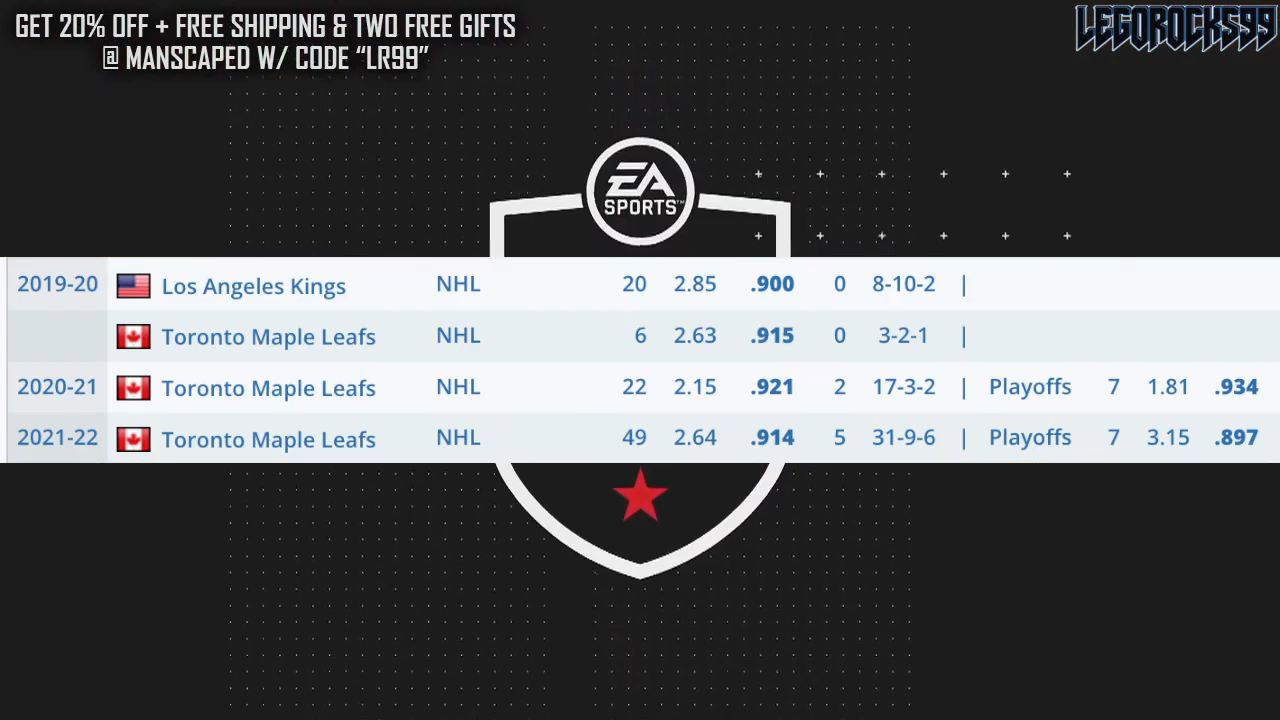 GET 20% OFF + FREE SHIPPING & TWO FREE GIFTS
@ MANSCAPED W/ CODE “LR99”
LEGOROCKS99
EA
SPORTS™
2019-20 Los Angeles Kings NHL 20 2.85 .900 0 8-10-2 |
Toronto Maple Leafs NHL 6 2.63 .915 0 3-2-1 |
2020-21 Toronto Maple Leafs NHL 22 2.15 .921 2 17-3-2 | Playoffs 7 1.81 .934
2021-22 Toronto Maple Leafs NHL 49 2.64 .914 5 31-9-6 | Playoffs 7 3.15 .897